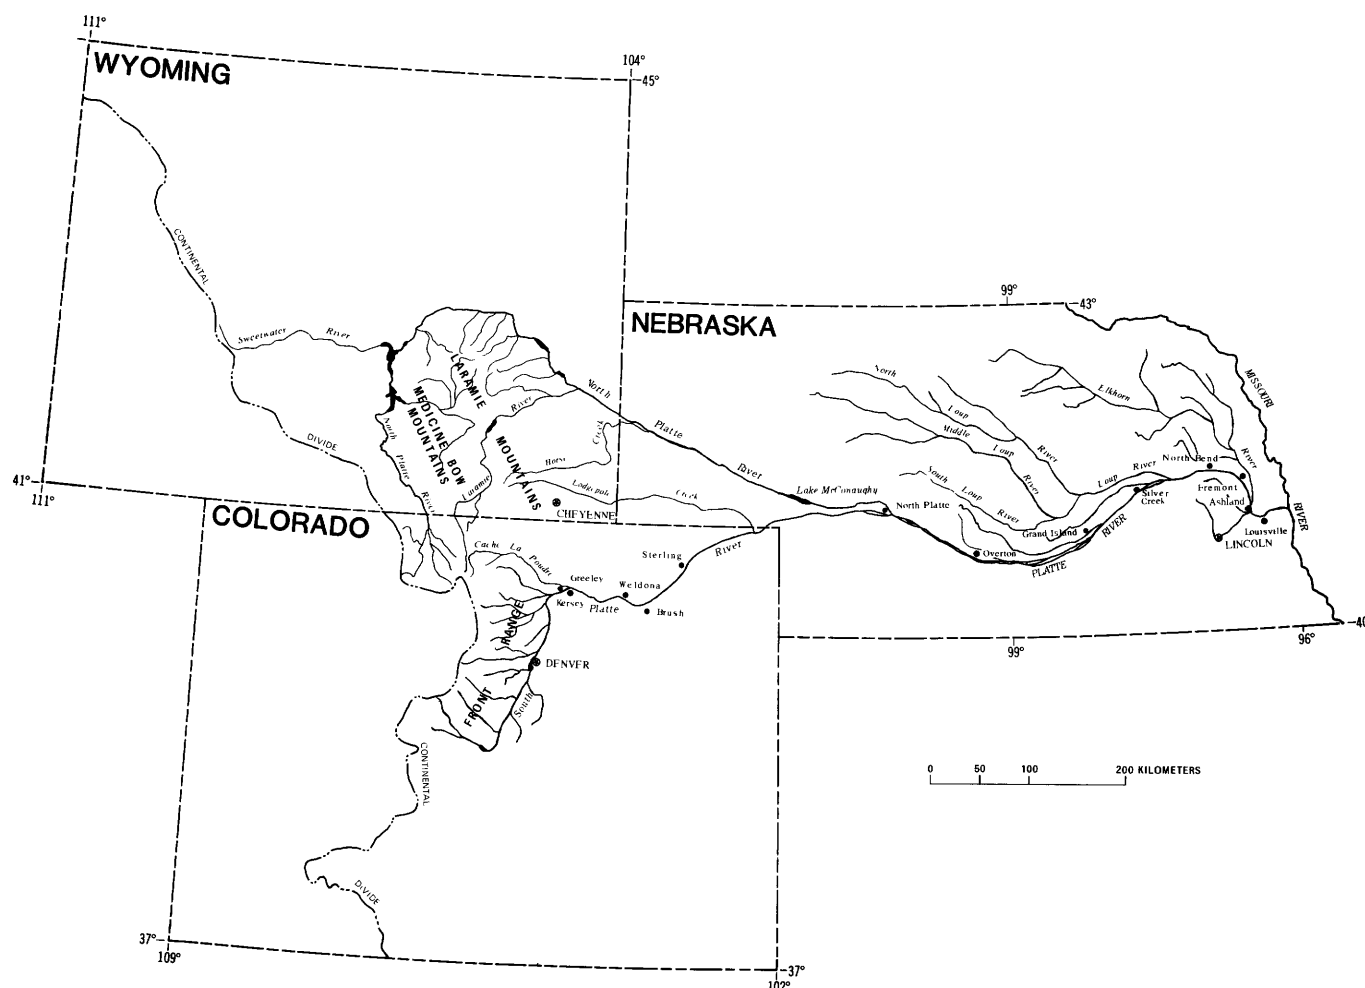 111°
104°
WYOMING
45°
CONTINENTAL
99°
43°
NEBRASKA
Sweetwater River
LARAMIE
MEDICINE BOW
MOUNTAINS
River
North
Platte
River
North
Platte
River
DIVIDE
MOUNTAINS
Horse Creek
Laramie
Lodgepole Creek
CHEYENNE
North Loup River
Middle Loup River
South Loup River
Loup River
Elkhorn
River
MISSOURI
RIVER
Lake McConaughy
North Platte
North Bend
Fremont
Silver
Creek
Ashland
Louisville
LINCOLN
Grand Island
Overton
PLATTE
RIVER
41°
111°
COLORADO
Cache La Poudre
Sterling
River
Greeley
Weldona
Kersey
Platte
Brush
FRONT
RANGE
DENVER
South
40
99°
96°
CONTINENTAL
0 50 100 200 KILOMETERS
DIVIDE
37°
109°
37°
102°